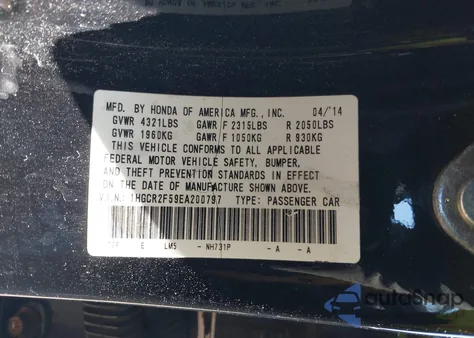 MFD. BY HONDA OF AMERICA MFG., INC. 04/'14
GVWR 4321LBS GAWR F 2315LBS R 2050LBS
GVWR 1960KG GAWR F 1050KG R 930KG
THIS VEHICLE CONFORMS TO ALL APPLICABLE
FEDERAL MOTOR VEHICLE SAFETY, BUMPER,
AND THEFT PREVENTION STANDARDS IN EFFECT
ON THE DATE OF MANUFACTURE SHOWN ABOVE.
V.I.N.: 1HGCR2F59EA200797 TYPE: PASSENGER CAR
E LM5 -NH731P -A -A
autoSnap